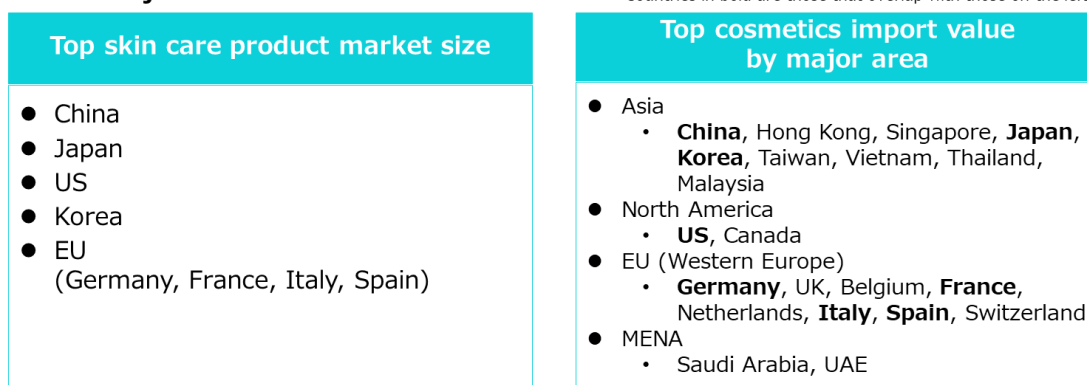 Top skin care product market size
● China
● Japan
● US
● Korea
● EU
(Germany, France, Italy, Spain)
Top cosmetics import value
by major area
● Asia
• China, Hong Kong, Singapore, Japan,
Korea, Taiwan, Vietnam, Thailand,
Malaysia
● North America
• US, Canada
● EU (Western Europe)
• Germany, UK, Belgium, France,
Netherlands, Italy, Spain, Switzerland
● MENA
• Saudi Arabia, UAE